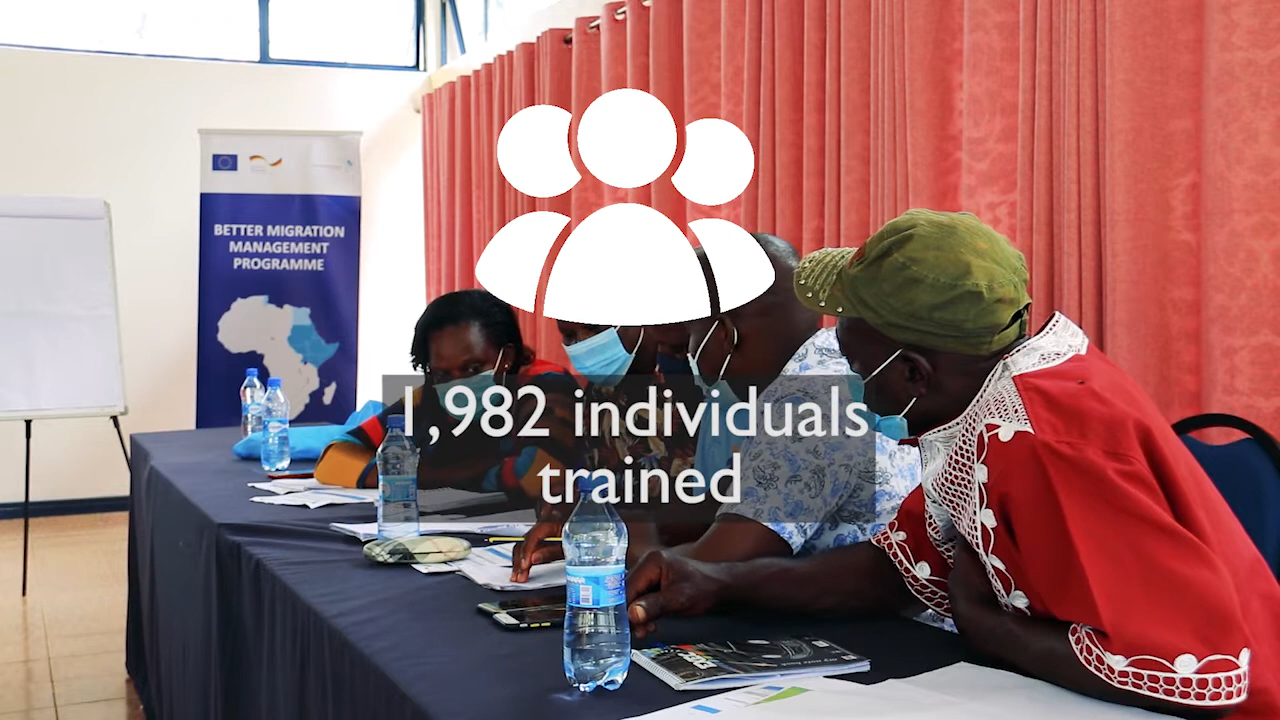 BETTER MIGRATION
MANAGEMENT
PROGRAMME
1,982 individuals
trained